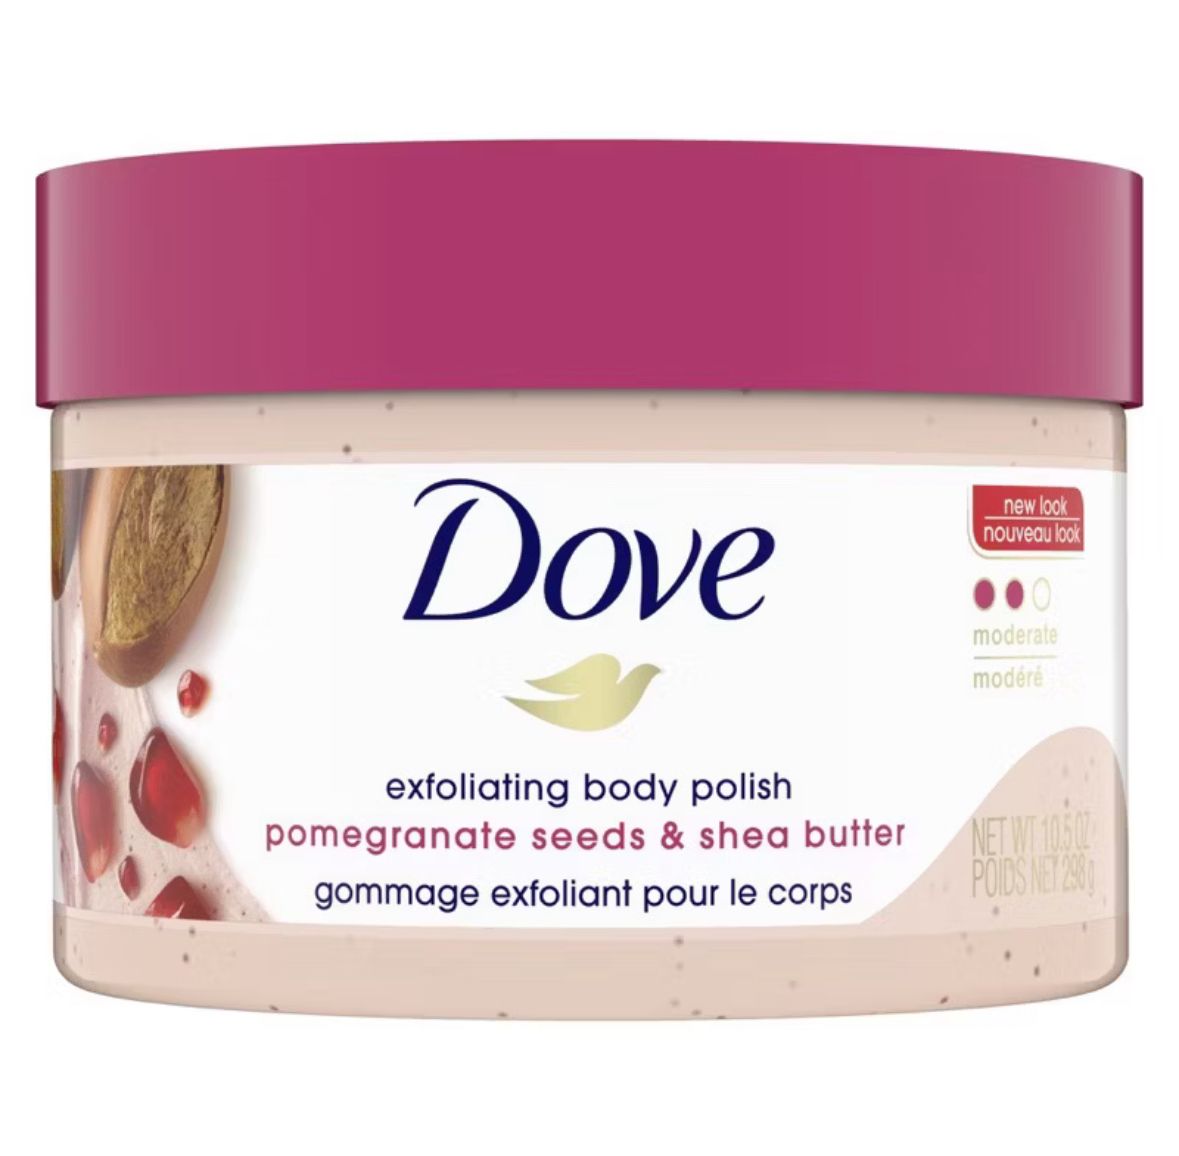 Dove
new look
nouveau look
moderate
modéré
exfoliating body polish
pomegranate seeds & shea butter
gommage exfoliant pour le corps
NET WT 10.5 OZ
POIDS NET 298 g